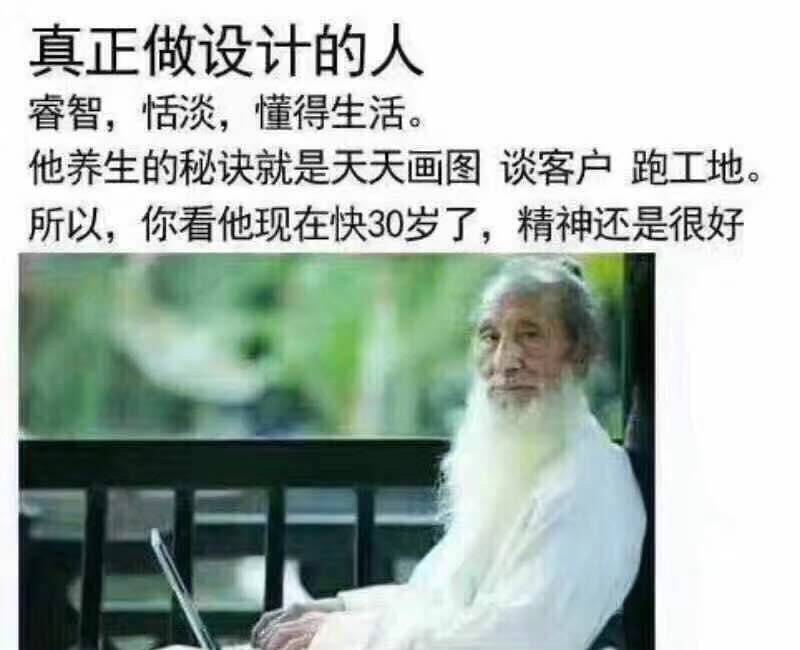 真正做设计的人
睿智，恬淡，懂得生活。
他养生的秘诀就是天天画图 谈客户 跑工地。
所以，你看他现在快30岁了，精神还是很好